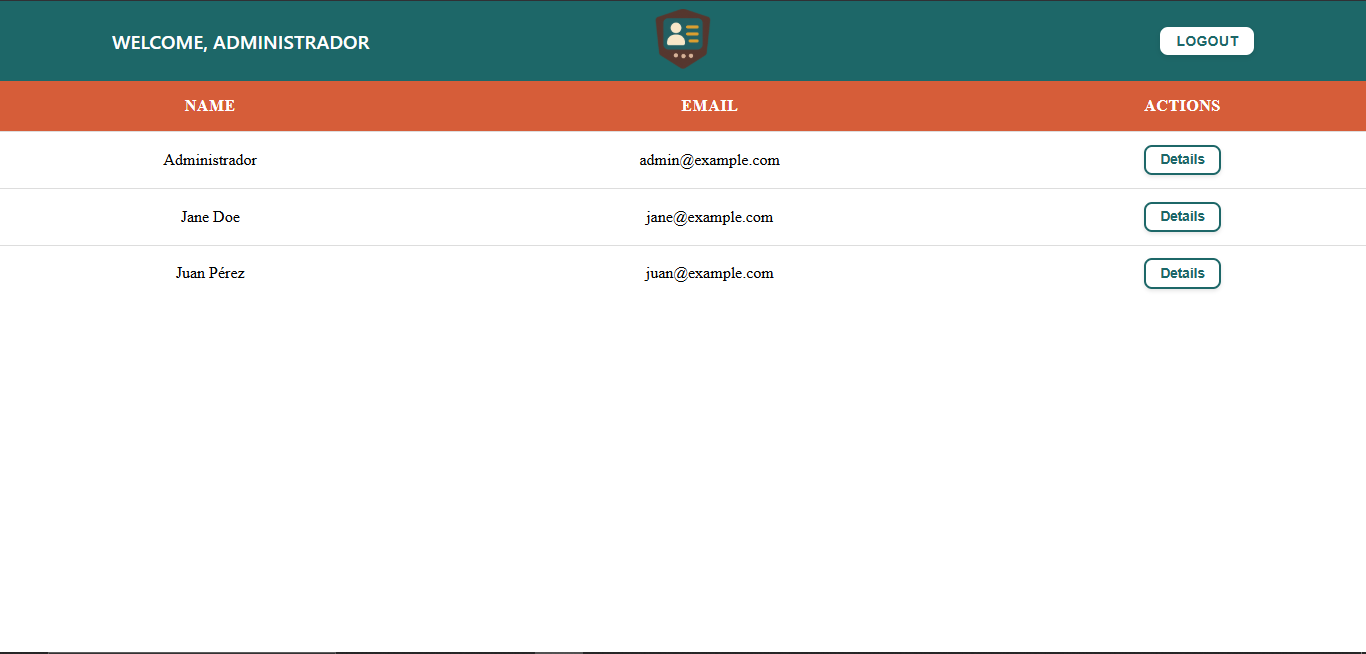 WELCOME, ADMINISTRADOR
LOGOUT
NAME EMAIL ACTIONS
Administrador admin@example.com Details
Jane Doe jane@example.com Details
Juan Pérez juan@example.com Details